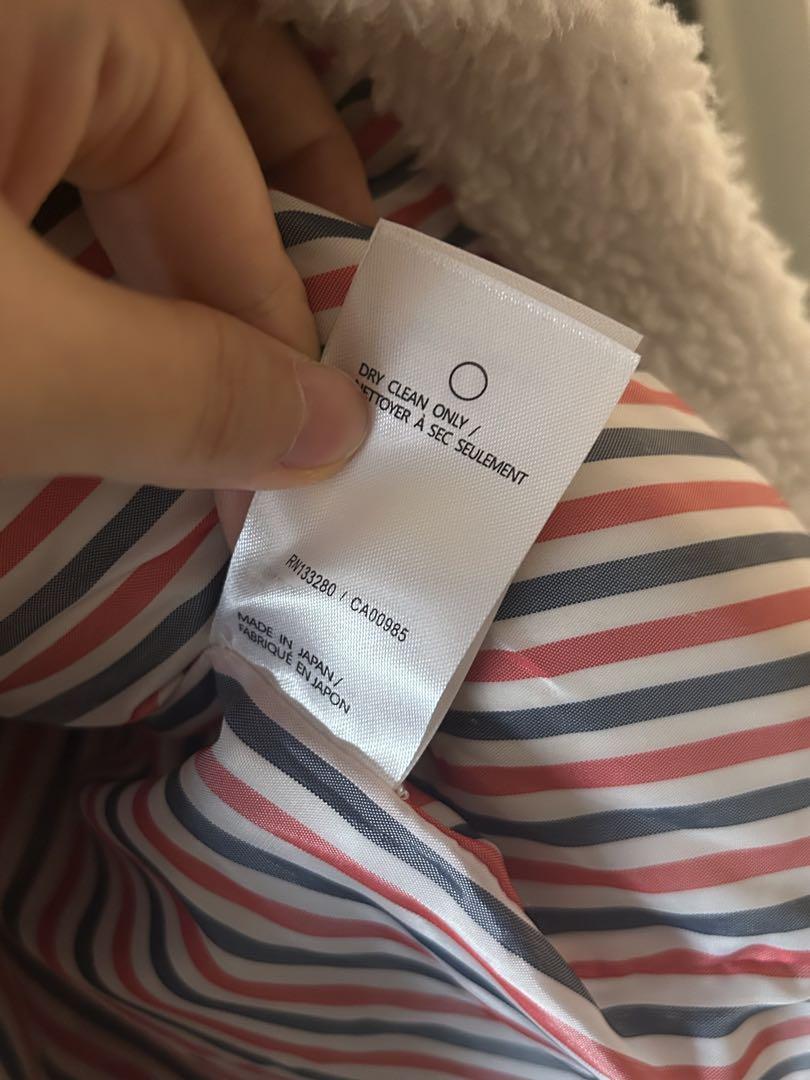 DRY CLEAN ONLY /
NETTOYER À SEC SEULEMENT
RN133280 / CA00985
MADE IN JAPAN /
FABRIQUÉ EN JAPON